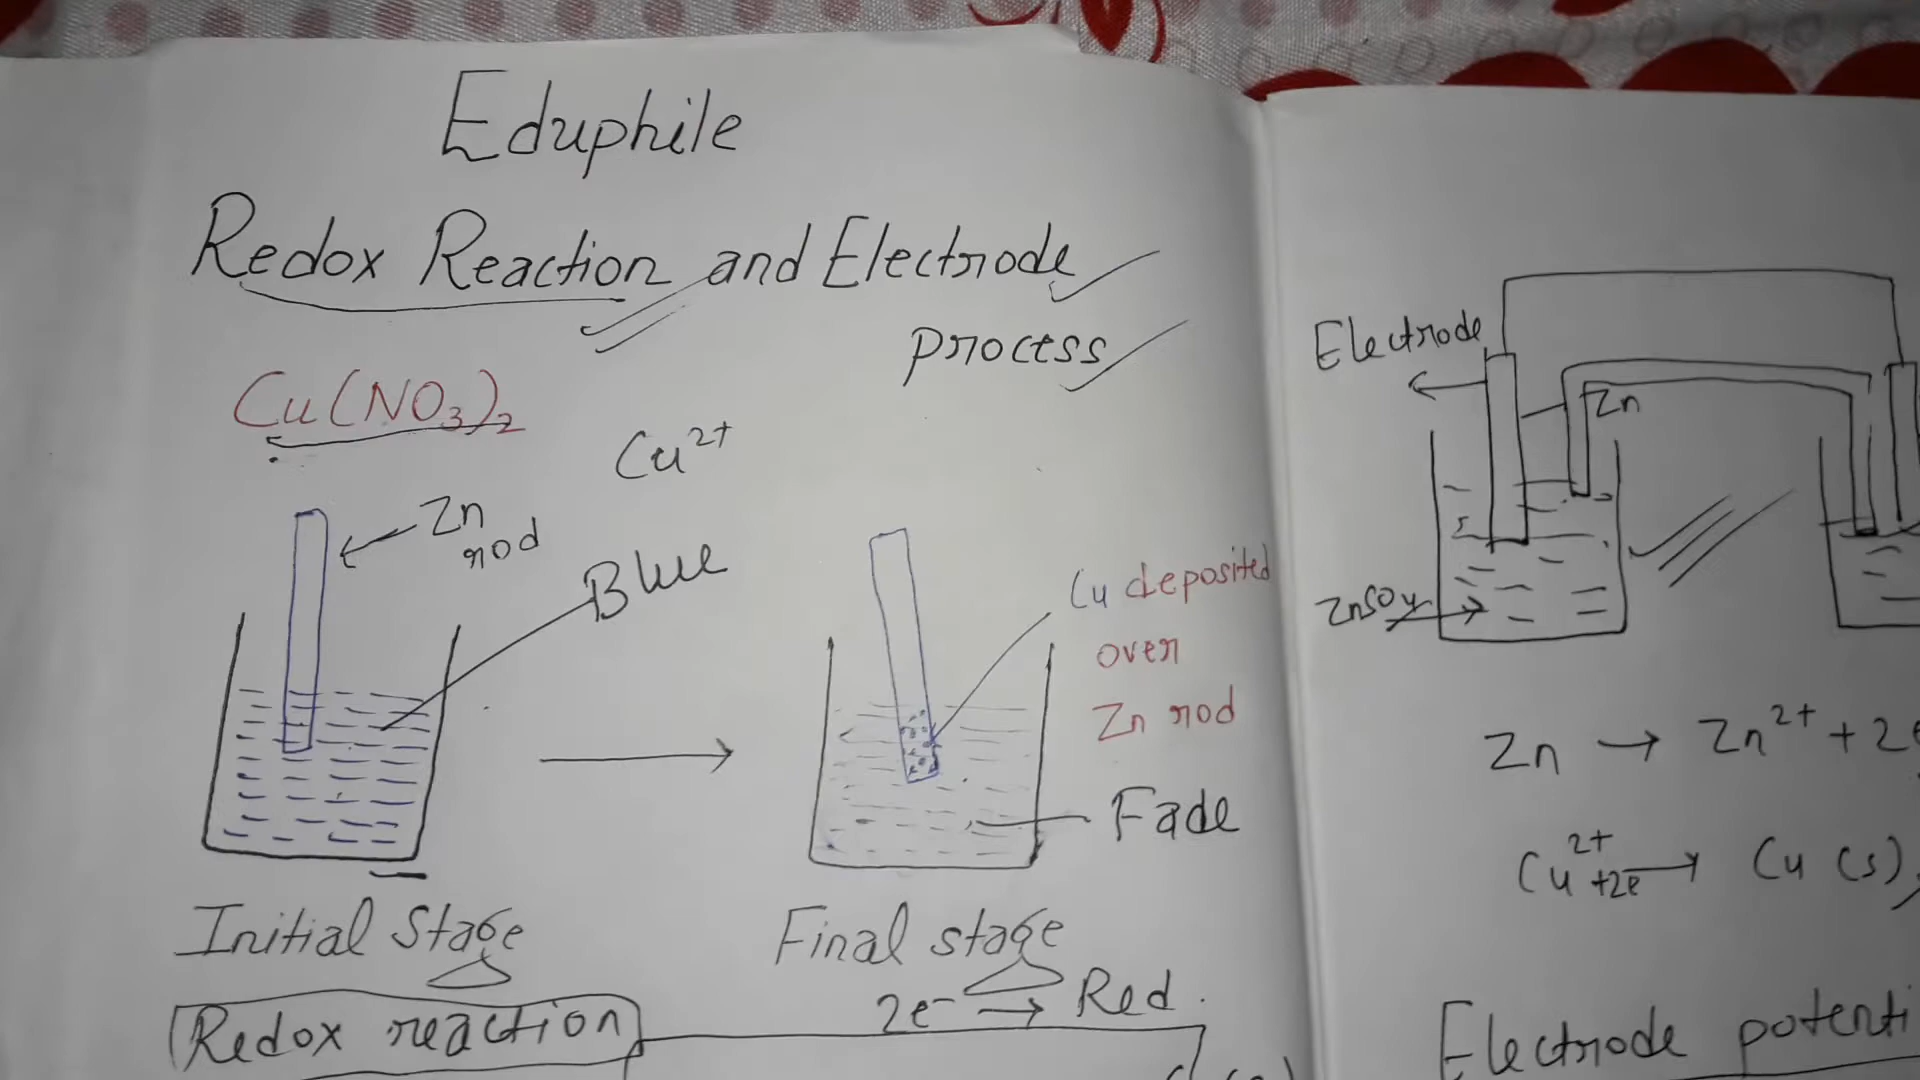 Eduphile
Redox Reaction and Electrode
process
Cu(NO₃)₂
Cu²⁺
Zn
rod
Blue
Cu deposited
over
Zn rod
Fade
Initial Stage
Final stage
2e⁻ → Red.
Redox reaction
Electrode
Zn
ZnSO₄
Zn → Zn²⁺ + 2e
Cu²⁺ +2e → Cu (s)
Electrode potenti